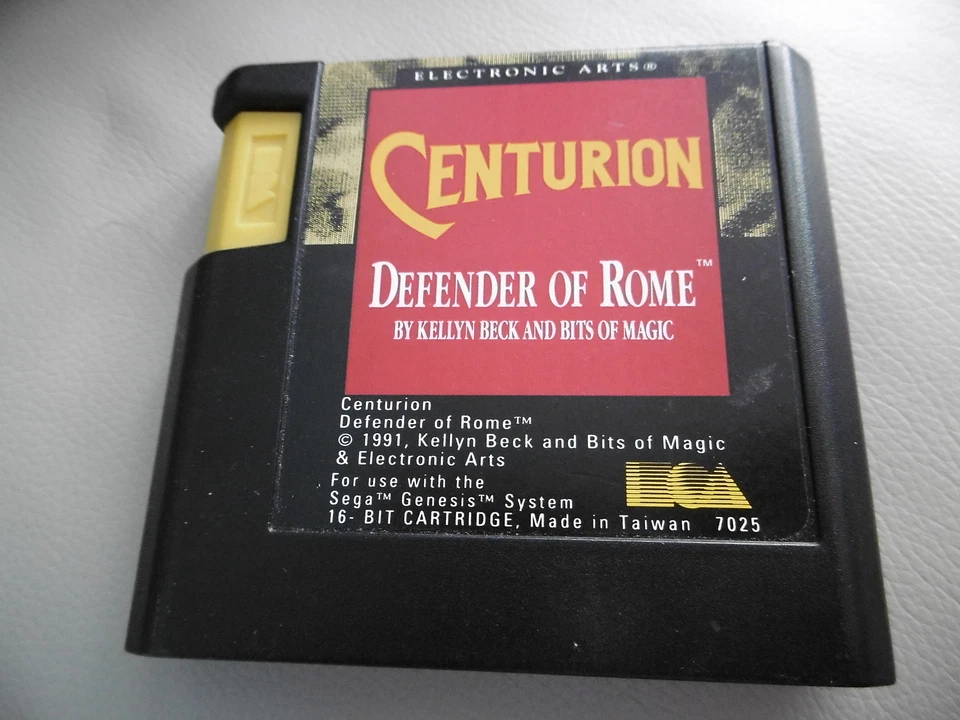 ELECTRONIC ARTS®
CENTURION
DEFENDER OF ROME™
BY KELLYN BECK AND BITS OF MAGIC
Centurion
Defender of Rome™
© 1991, Kellyn Beck and Bits of Magic
& Electronic Arts
For use with the
Sega™ Genesis™ System
16- BIT CARTRIDGE, Made in Taiwan 7025
EOA